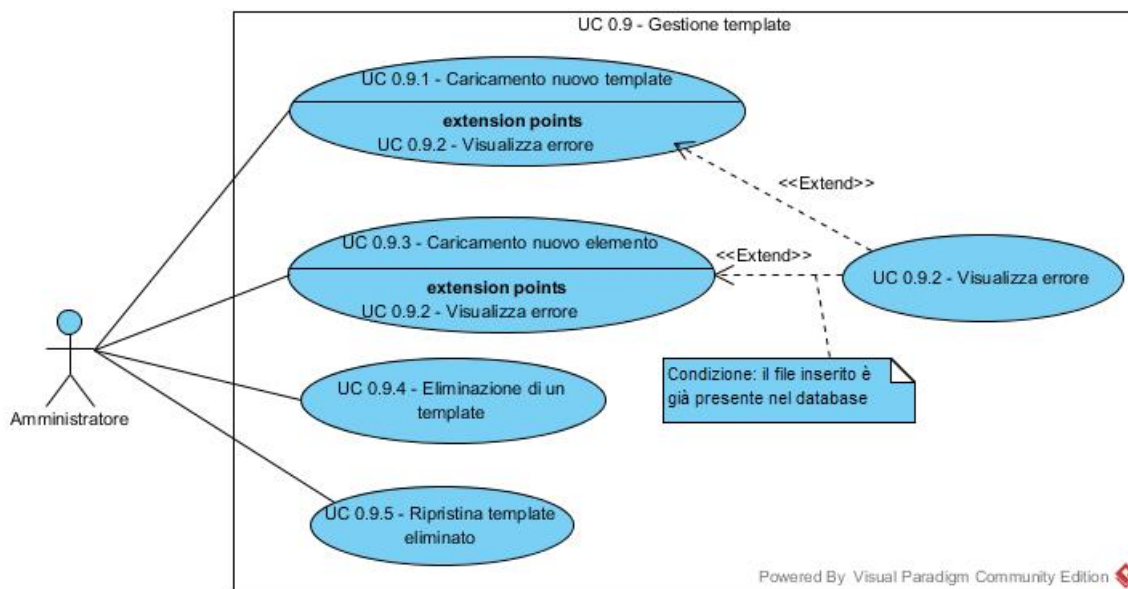 UC 0.9 - Gestione template
UC 0.9.1 - Caricamento nuovo template
extension points
UC 0.9.2 - Visualizza errore
<<Extend>>
UC 0.9.3 - Caricamento nuovo elemento
extension points
UC 0.9.2 - Visualizza errore
<<Extend>>
UC 0.9.2 - Visualizza errore
Condizione: il file inserito è
già presente nel database
UC 0.9.4 - Eliminazione di un
template
Amministratore
UC 0.9.5 - Ripristina template
eliminato
Powered By Visual Paradigm Community Edition